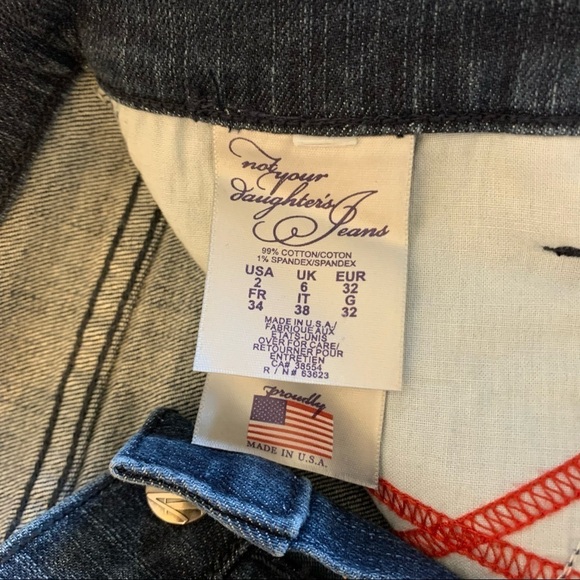 not your
daughter's
Jeans
99% COTTON/COTON
1% SPANDEX/SPANDEX
USA UK EUR
2 6 32
FR IT G
34 38 32
MADE IN U.S.A./
FABRIQUE AUX
ETATS-UNIS
OVER FOR CARE/
RETOURNER POUR
ENTRETIEN
CA# 38554
R / N# 63623
proudly
MADE IN U.S.A.